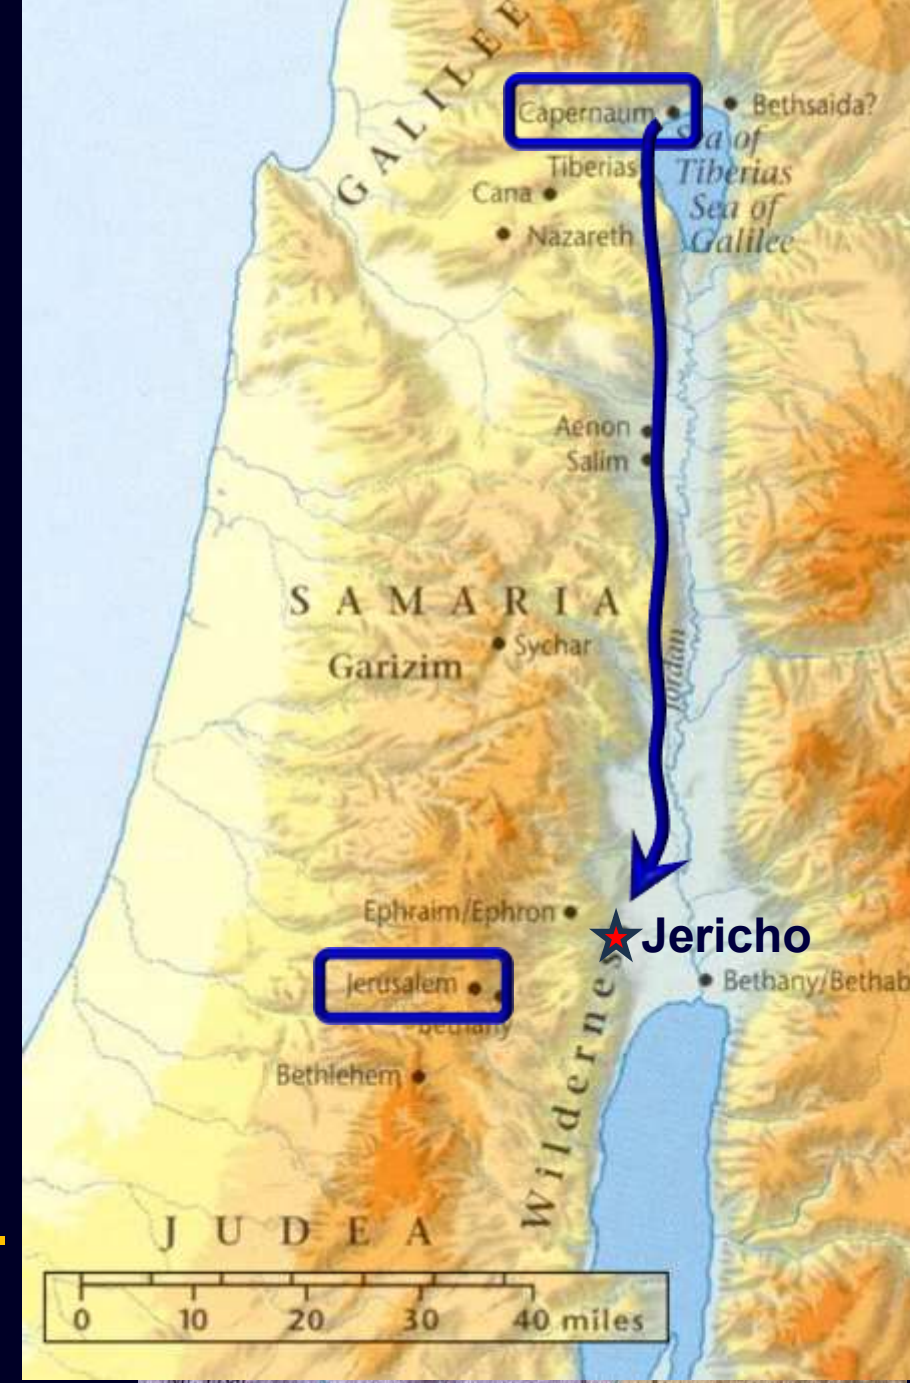 GALILEE
Capernaum
Bethsaida?
Sea of
Tiberias
Tiberias
Cana
Sea of
Nazareth
Galilee
Aenon
Salim
SAMARIA
Sychar
Garizim
Jordan
Ephraim/Ephron
Jericho
Jerusalem
Bethany/Bethab
Bethany
Wilderness
Bethlehem
JUDEA
0 10 20 30 40 miles